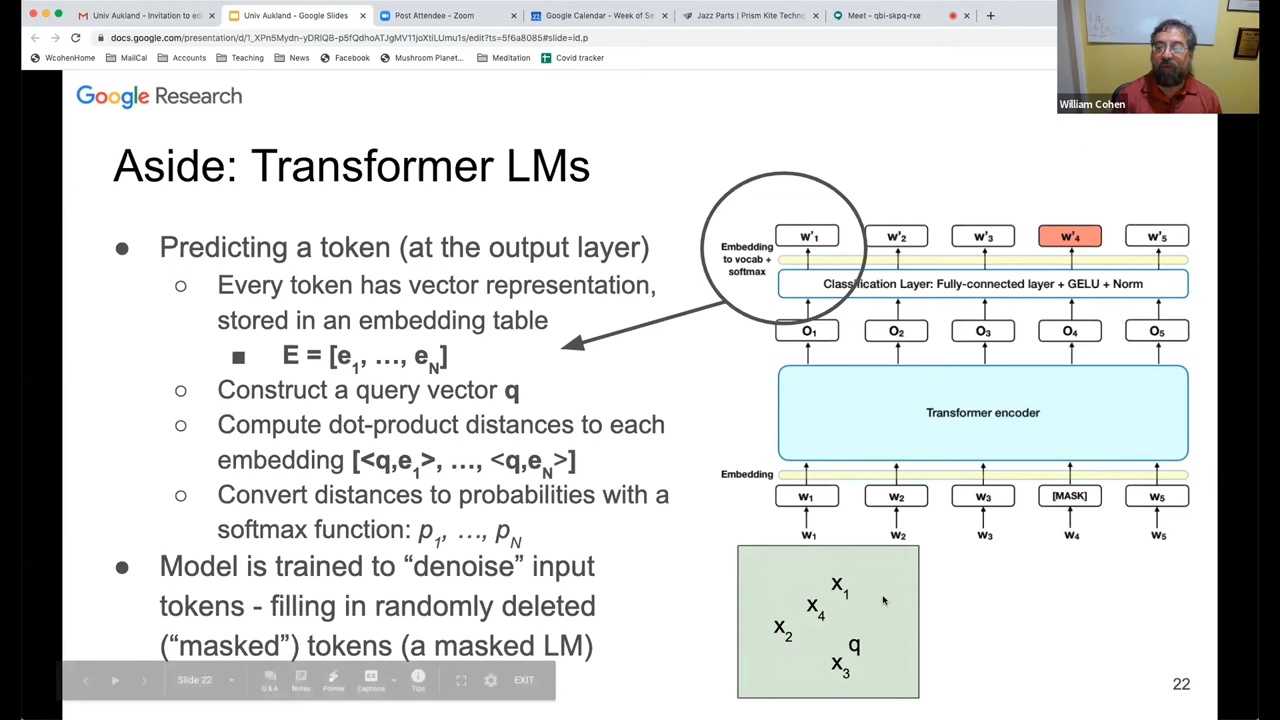 Univ Aukland - Invitation to edi
Univ Aukland - Google Slides
Post Attendee - Zoom
Google Calendar - Week of Se
Jazz Parts | Prism Kite Techno
Meet - qbi-skpq-rxe
docs.google.com/presentation/d/1_XPn5Mydn-yDRIQB-p5fQdhoATJgMV11joXtiLUmu1s/edit?ts=5f6a8085#slide=id.p
WcohenHome
MailCal
Accounts
Teaching
News
Facebook
Mushroom Planet...
Meditation
Covid tracker
William Cohen
Google Research
Aside: Transformer LMs
● Predicting a token (at the output layer)
○ Every token has vector representation,
stored in an embedding table
■ E = [e1, …, eN]
○ Construct a query vector q
○ Compute dot-product distances to each
embedding [<q,e1>, …, <q,eN>]
○ Convert distances to probabilities with a
softmax function: p1, …, pN
● Model is trained to “denoise” input
tokens - filling in randomly deleted
(“masked”) tokens (a masked LM)
w'1 w'2 w'3 w'4 w'5
Embedding
to vocab +
softmax
Classification Layer: Fully-connected layer + GELU + Norm
O1 O2 O3 O4 O5
Transformer encoder
Embedding
w1 w2 w3 [MASK] w5
w1 w2 w3 w4 w5
x1
x4
x2
q
x3
Slide 22
Q & A
Notes
Pointer
Captions
Tips
EXIT
22